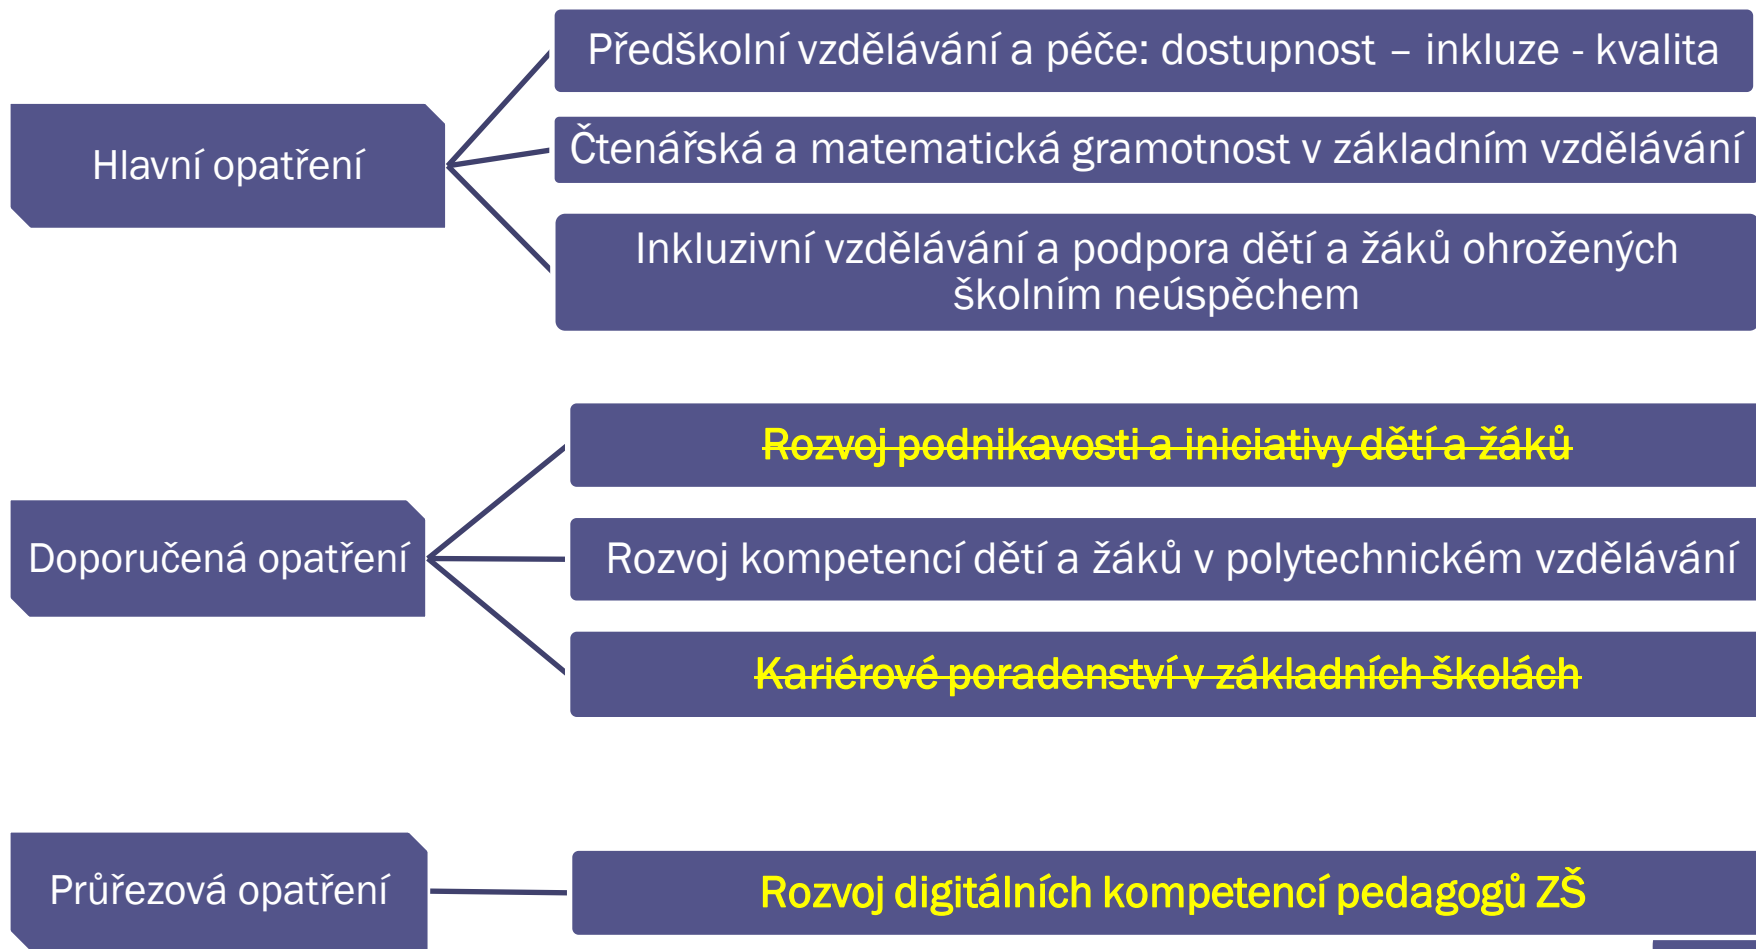 Hlavní opatření
Předškolní vzdělávání a péče: dostupnost – inkluze - kvalita
Čtenářská a matematická gramotnost v základním vzdělávání
Inkluzivní vzdělávání a podpora dětí a žáků ohrožených
školním neúspěchem
Doporučená opatření
Rozvoj podnikavosti a iniciativy dětí a žáků
Rozvoj kompetencí dětí a žáků v polytechnickém vzdělávání
Kariérové poradenství v základních školách
Průřezová opatření
Rozvoj digitálních kompetencí pedagogů ZŠ